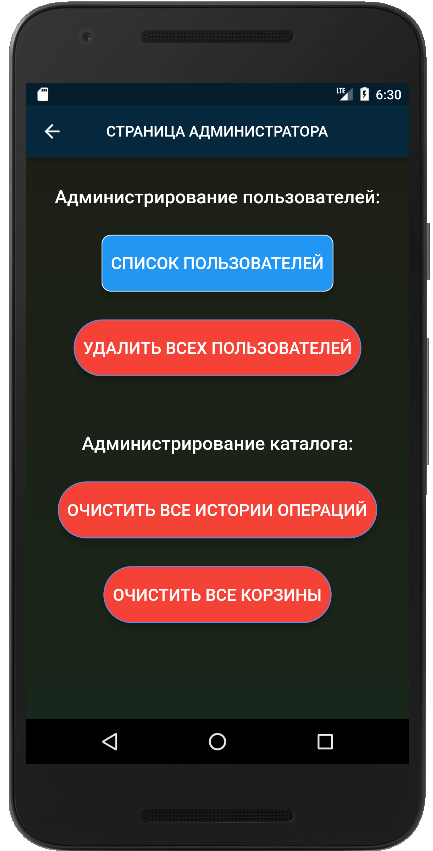 LTE 6:30
СТРАНИЦА АДМИНИСТРАТОРА
Администрирование пользователей:
СПИСОК ПОЛЬЗОВАТЕЛЕЙ
УДАЛИТЬ ВСЕХ ПОЛЬЗОВАТЕЛЕЙ
Администрирование каталога:
ОЧИСТИТЬ ВСЕ ИСТОРИИ ОПЕРАЦИЙ
ОЧИСТИТЬ ВСЕ КОРЗИНЫ